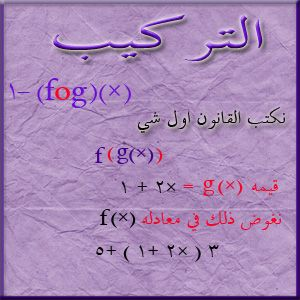 التركيب
١- (fog)(×)
نكتب القانون اول شي
f (g(×))
قيمه g(×) = ٢× + ١
نعوض ذلك في معادله f(×)
٣ ( ٢× + ١ ) +٥